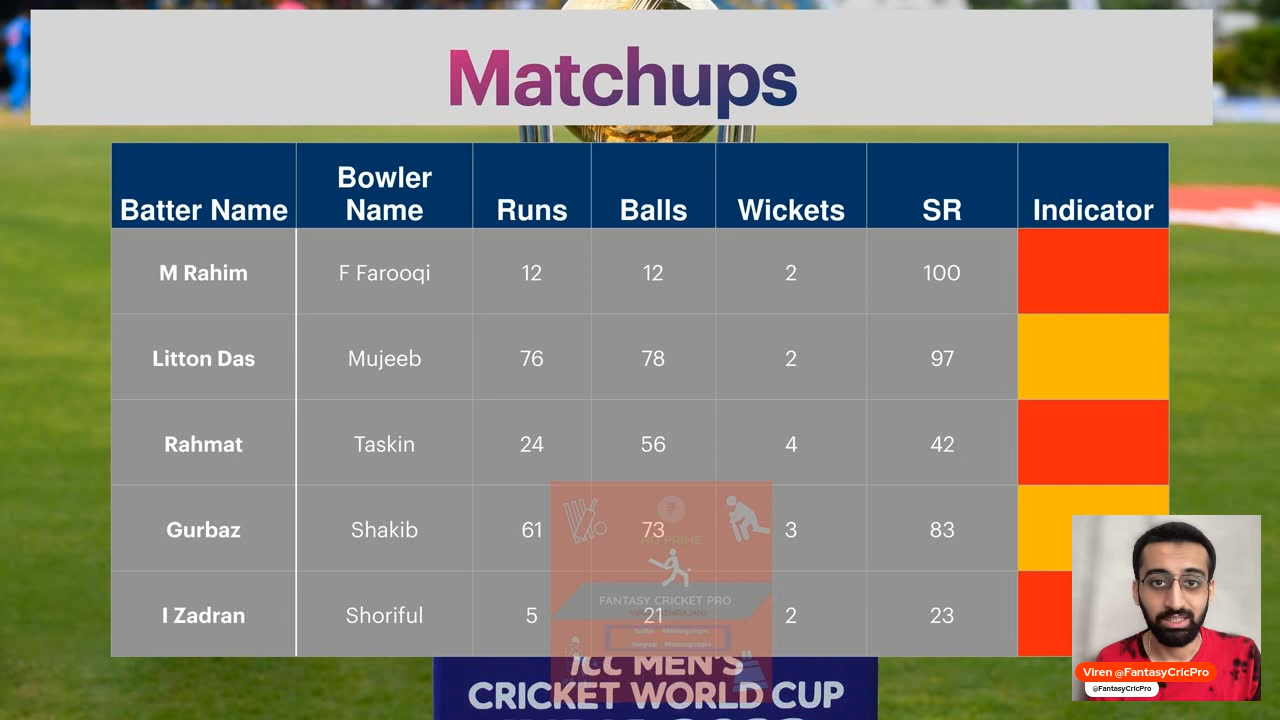 Matchups
Batter Name Bowler Name Runs Balls Wickets SR Indicator
M Rahim F Farooqi 12 12 2 100
Litton Das Mujeeb 76 78 2 97
Rahmat Taskin 24 56 4 42
Gurbaz Shakib 61 73 3 83
I Zadran Shoriful 5 21 2 23
FANTASY CRICKET PRO
ICC MEN'S
CRICKET WORLD CUP
Viren @FantasyCricPro
@FantasyCricPro